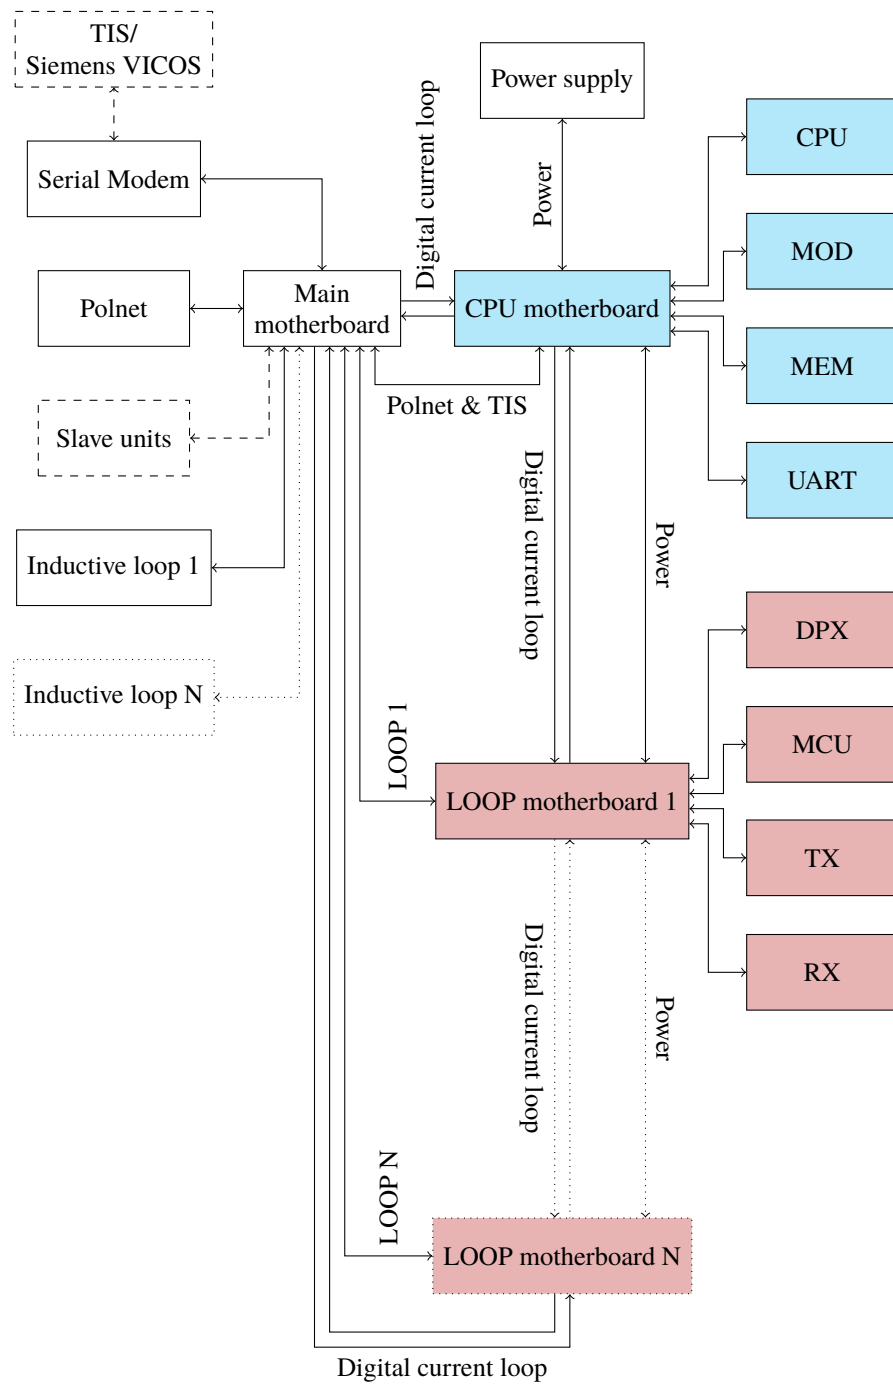 TIS/
Siemens VICOS
Power supply
CPU
Serial Modem
Digital current loop
Power
MOD
Polnet
Main
motherboard
CPU motherboard
MEM
Polnet & TIS
Slave units
UART
Digital current loop
Power
Inductive loop 1
DPX
Inductive loop N
LOOP 1
MCU
LOOP motherboard 1
TX
Digital current loop
Power
RX
LOOP N
LOOP motherboard N
Digital current loop